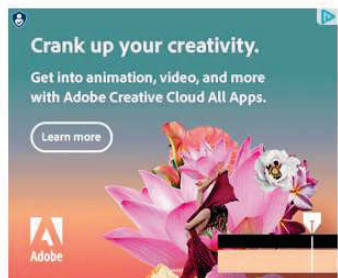 Crank up your creativity.
Get into animation, video, and more
with Adobe Creative Cloud All Apps.
Learn more
Adobe